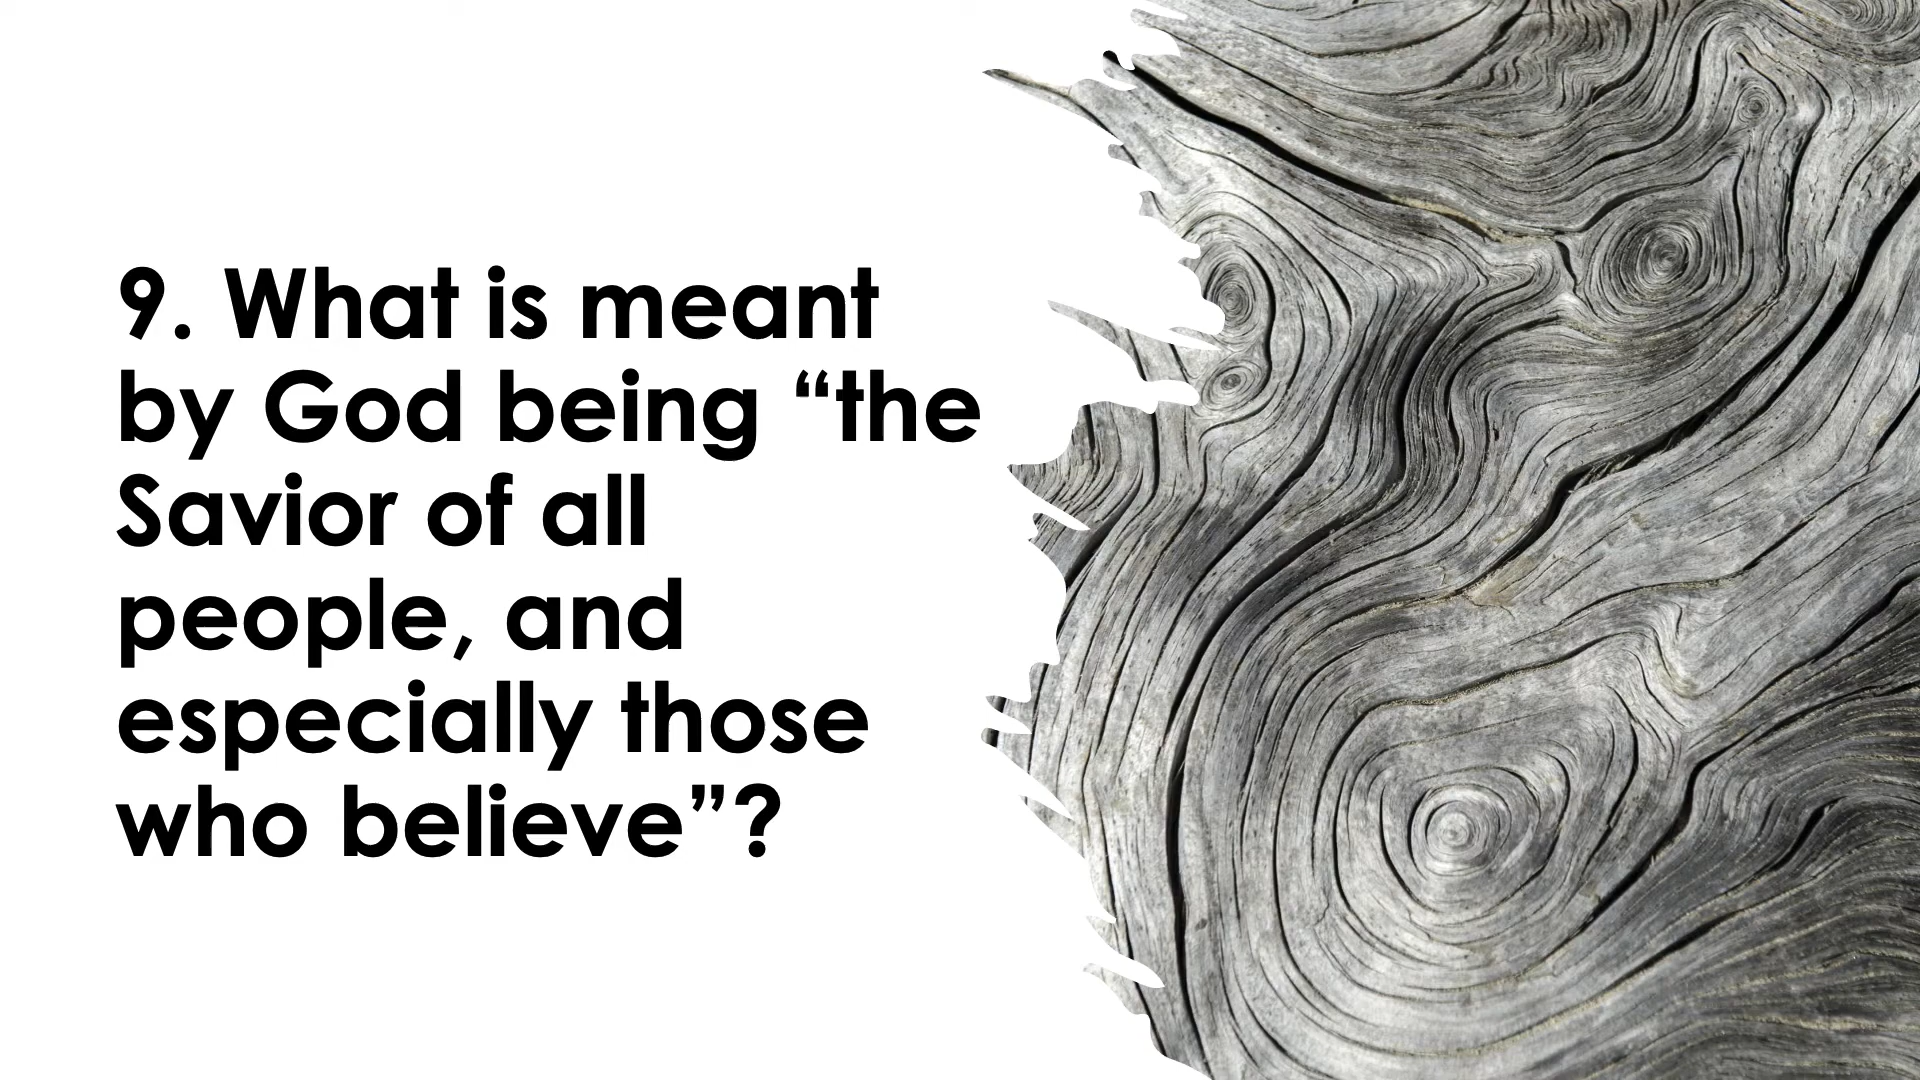 9. What is meant
by God being “the
Savior of all
people, and
especially those
who believe”?